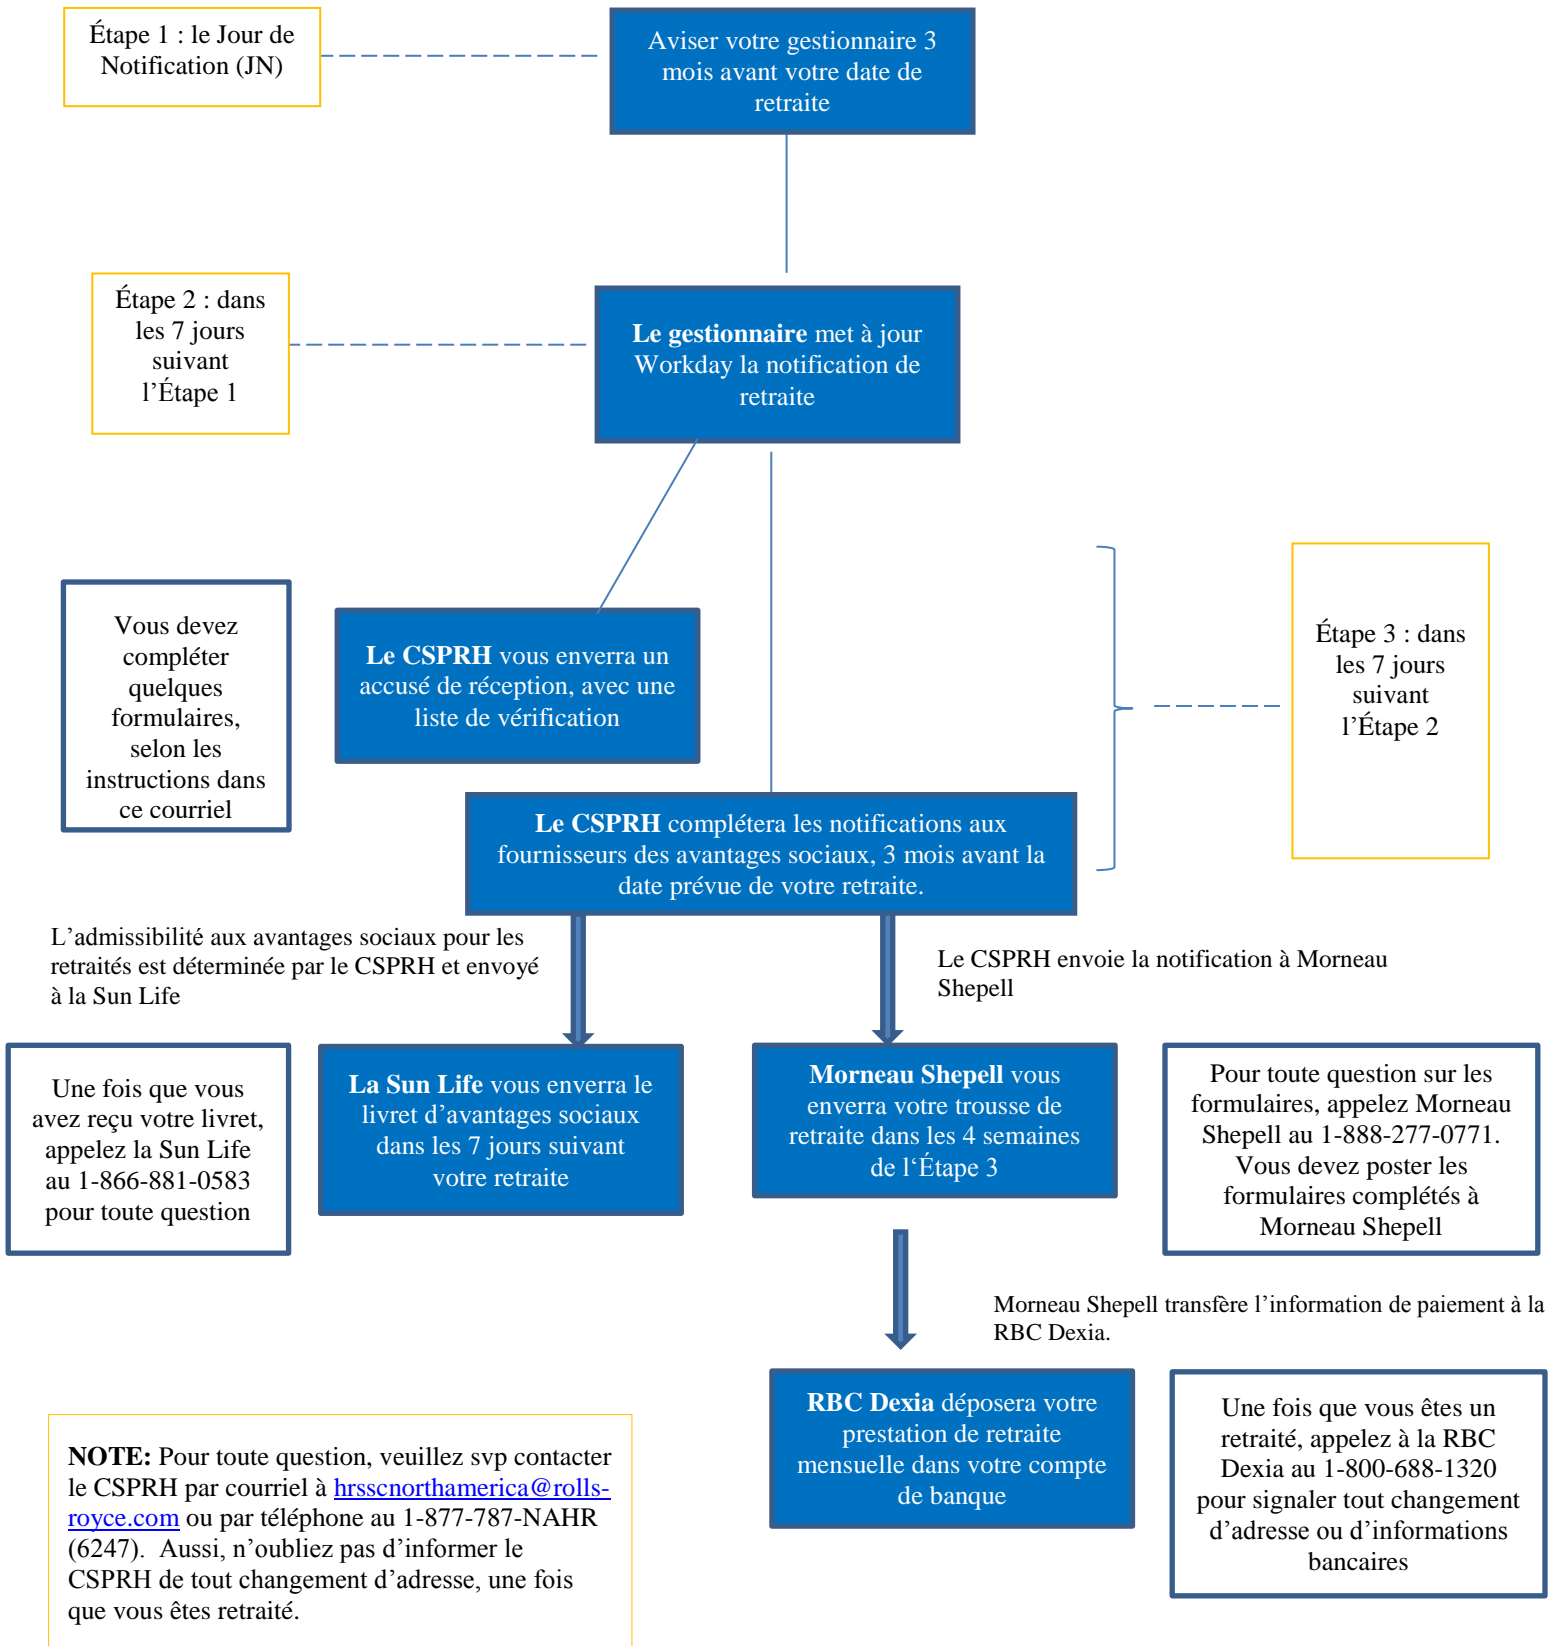 Étape 1 : le Jour de
Notification (JN)
Aviser votre gestionnaire 3
mois avant votre date de
retraite
Étape 2 : dans
les 7 jours
suivant
l’Étape 1
Le gestionnaire met à jour
Workday la notification de
retraite
Vous devez
compléter
quelques
formulaires,
selon les
instructions dans
ce courriel
Le CSPRH vous enverra un
accusé de réception, avec une
liste de vérification
Étape 3 : dans
les 7 jours
suivant
l’Étape 2
Le CSPRH complétera les notifications aux
fournisseurs des avantages sociaux, 3 mois avant la
date prévue de votre retraite.
L’admissibilité aux avantages sociaux pour les
retraités est déterminée par le CSPRH et envoyé
à la Sun Life
Le CSPRH envoie la notification à Morneau
Shepell
Une fois que vous
avez reçu votre livret,
appelez la Sun Life
au 1-866-881-0583
pour toute question
La Sun Life vous enverra le
livret d’avantages sociaux
dans les 7 jours suivant
votre retraite
Morneau Shepell vous
enverra votre trousse de
retraite dans les 4 semaines
de l‘Étape 3
Pour toute question sur les
formulaires, appelez Morneau
Shepell au 1-888-277-0771.
Vous devez poster les
formulaires complétés à
Morneau Shepell
Morneau Shepell transfère l’information de paiement à la
RBC Dexia.
RBC Dexia déposera votre
prestation de retraite
mensuelle dans votre compte
de banque
Une fois que vous êtes un
retraité, appelez à la RBC
Dexia au 1-800-688-1320
pour signaler tout changement
d’adresse ou d’informations
bancaires
NOTE: Pour toute question, veuillez svp contacter
le CSPRH par courriel à hrsscnorthamerica@rolls-
royce.com ou par téléphone au 1-877-787-NAHR
(6247).  Aussi, n’oubliez pas d’informer le
CSPRH de tout changement d’adresse, une fois
que vous êtes retraité.